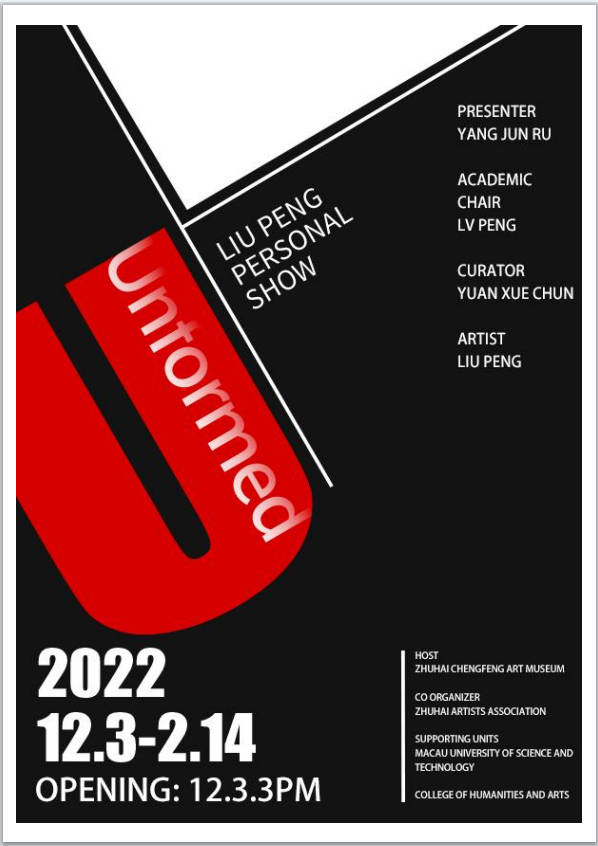 PRESENTER
YANG JUN RU
ACADEMIC
CHAIR
LV PENG
CURATOR
YUAN XUE CHUN
ARTIST
LIU PENG
LIU PENG
PERSONAL
SHOW
Unformed
2022
12.3-2.14
OPENING: 12.3.3PM
HOST
ZHUHAI CHENGFENG ART MUSEUM
CO ORGANIZER
ZHUHAI ARTISTS ASSOCIATION
SUPPORTING UNITS
MACAU UNIVERSITY OF SCIENCE AND
TECHNOLOGY
COLLEGE OF HUMANITIES AND ARTS